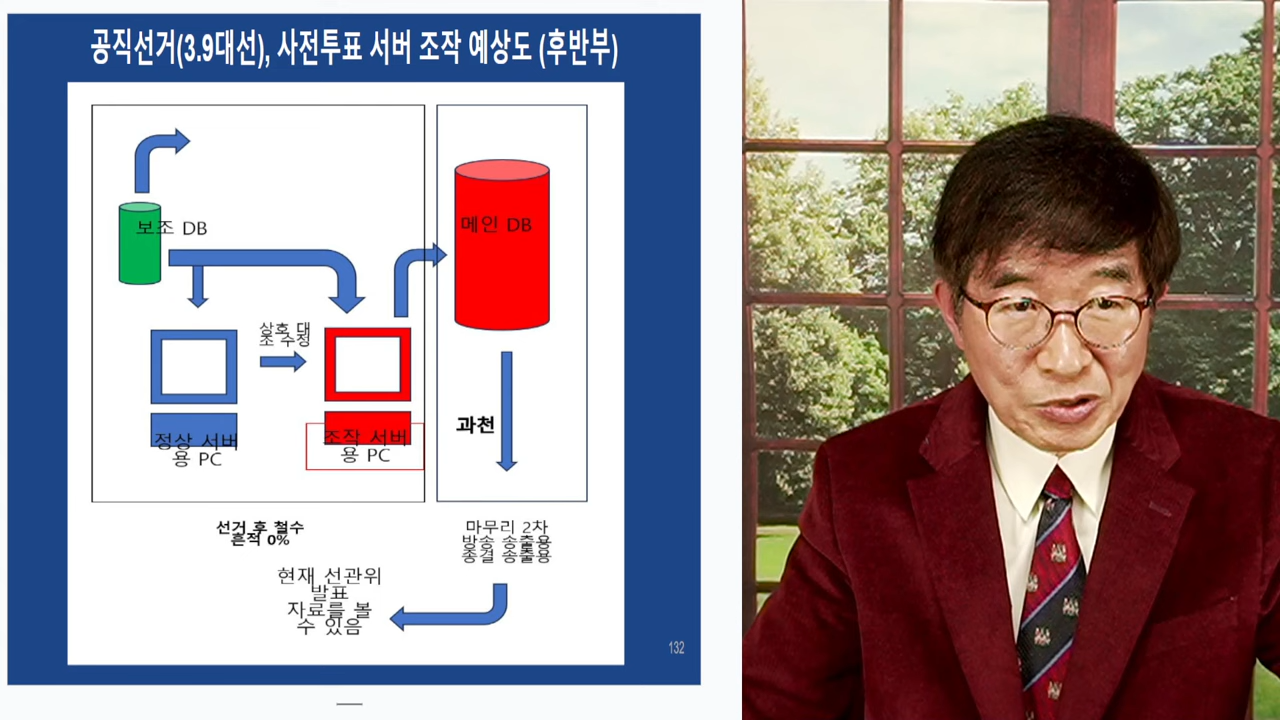 공직선거(3.9대선), 사전투표 서버 조작 예상도 (후반부)
보조 DB
메인 DB
상호 대
조 수정
정상 서버
용 PC
조작 서버
용 PC
과천
선거 후 철수
흔적 0%
마무리 2차
방송 송출용
종결 송출용
현재 선관위
발표
자료를 볼
수 있음
132